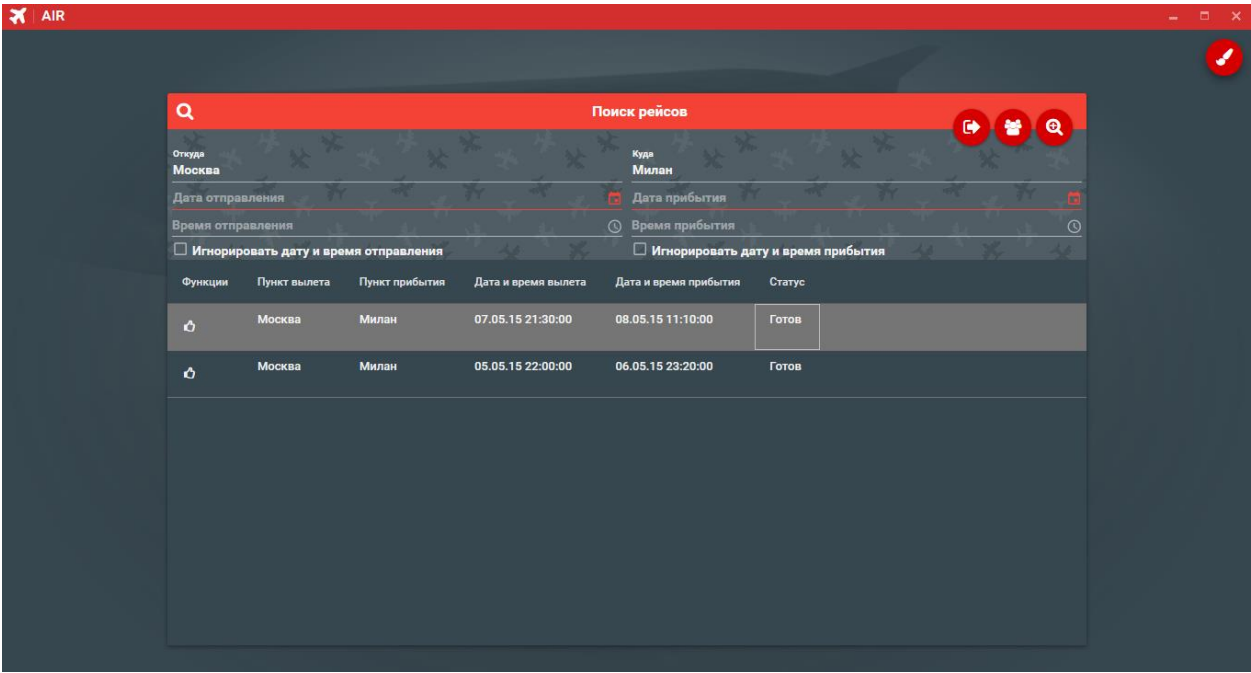 AIR
Поиск рейсов
Откуда Куда
Москва Милан
Дата отправления Дата прибытия
Время отправления Время прибытия
Игнорировать дату и время отправления Игнорировать дату и время прибытия
Функции Пункт вылета Пункт прибытия Дата и время вылета Дата и время прибытия Статус
Москва Милан 07.05.15 21:30:00 08.05.15 11:10:00 Готов
Москва Милан 05.05.15 22:00:00 06.05.15 23:20:00 Готов